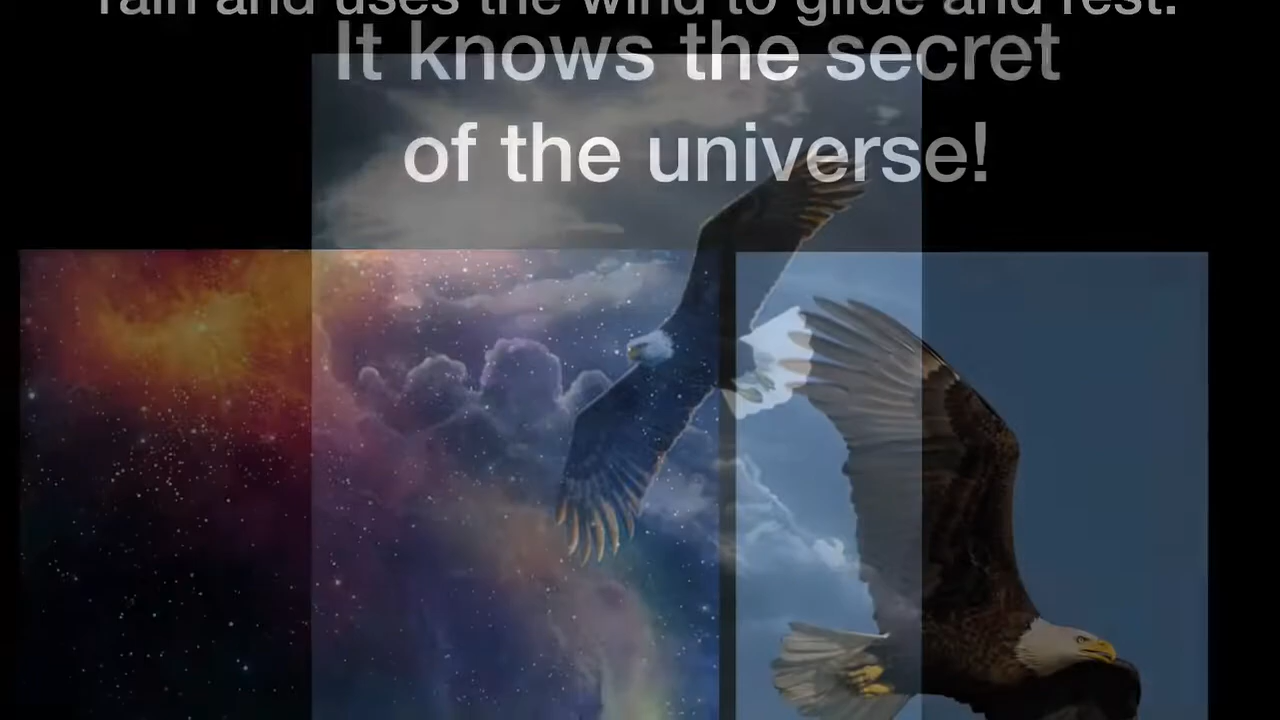 rain and uses the wind to glide and rest.
It knows the secret
of the universe!